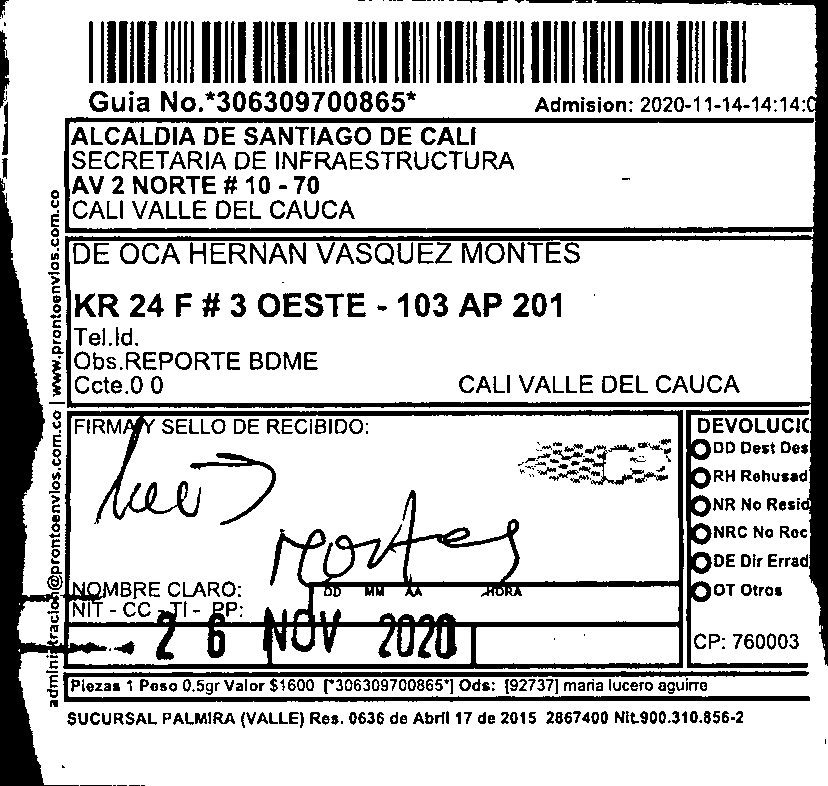 Guia No.*306309700865*
Admision: 2020-11-14-14:14:0
ALCALDIA DE SANTIAGO DE CALI
SECRETARIA DE INFRAESTRUCTURA
AV 2 NORTE # 10 - 70
CALI VALLE DEL CAUCA
DE OCA HERNAN VASQUEZ MONTES
KR 24 F # 3 OESTE - 103 AP 201
Tel.Id.
Obs.REPORTE BDME
Ccte.0 0 CALI VALLE DEL CAUCA
administracion@prontoenvios.com.co | www.prontoenvios.com.co
FIRMA Y SELLO DE RECIBIDO:
Montes
NOMBRE CLARO:
NIT - CC - TI - PP:
DD MM AA HORA
26 NOV 2020
DEVOLUCIO
DD Dest Des
RH Rehusad
NR No Resid
NRC No Rec
DE Dir Errad
OT Otros
CP: 760003
Piezas 1 Peso 0.5gr Valor $1600 [*306309700865*] Ods: [92737] maria lucero aguirre
SUCURSAL PALMIRA (VALLE) Res. 0636 de Abril 17 de 2015 2867400 Nit.900.310.856-2